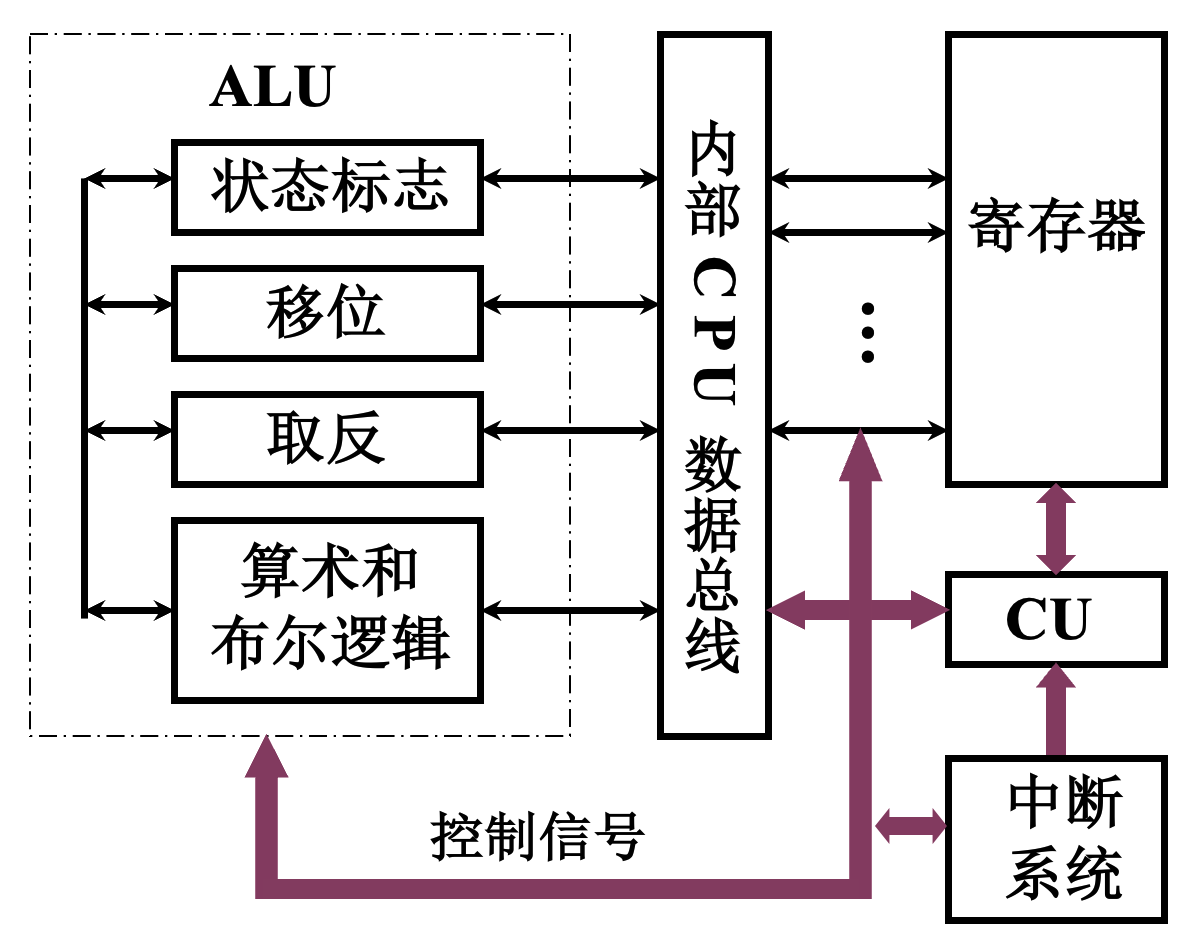 ALU
状态标志
移位
取反
算术和
布尔逻辑
内部CPU数据总线
寄存器
…
CU
中断
系统
控制信号